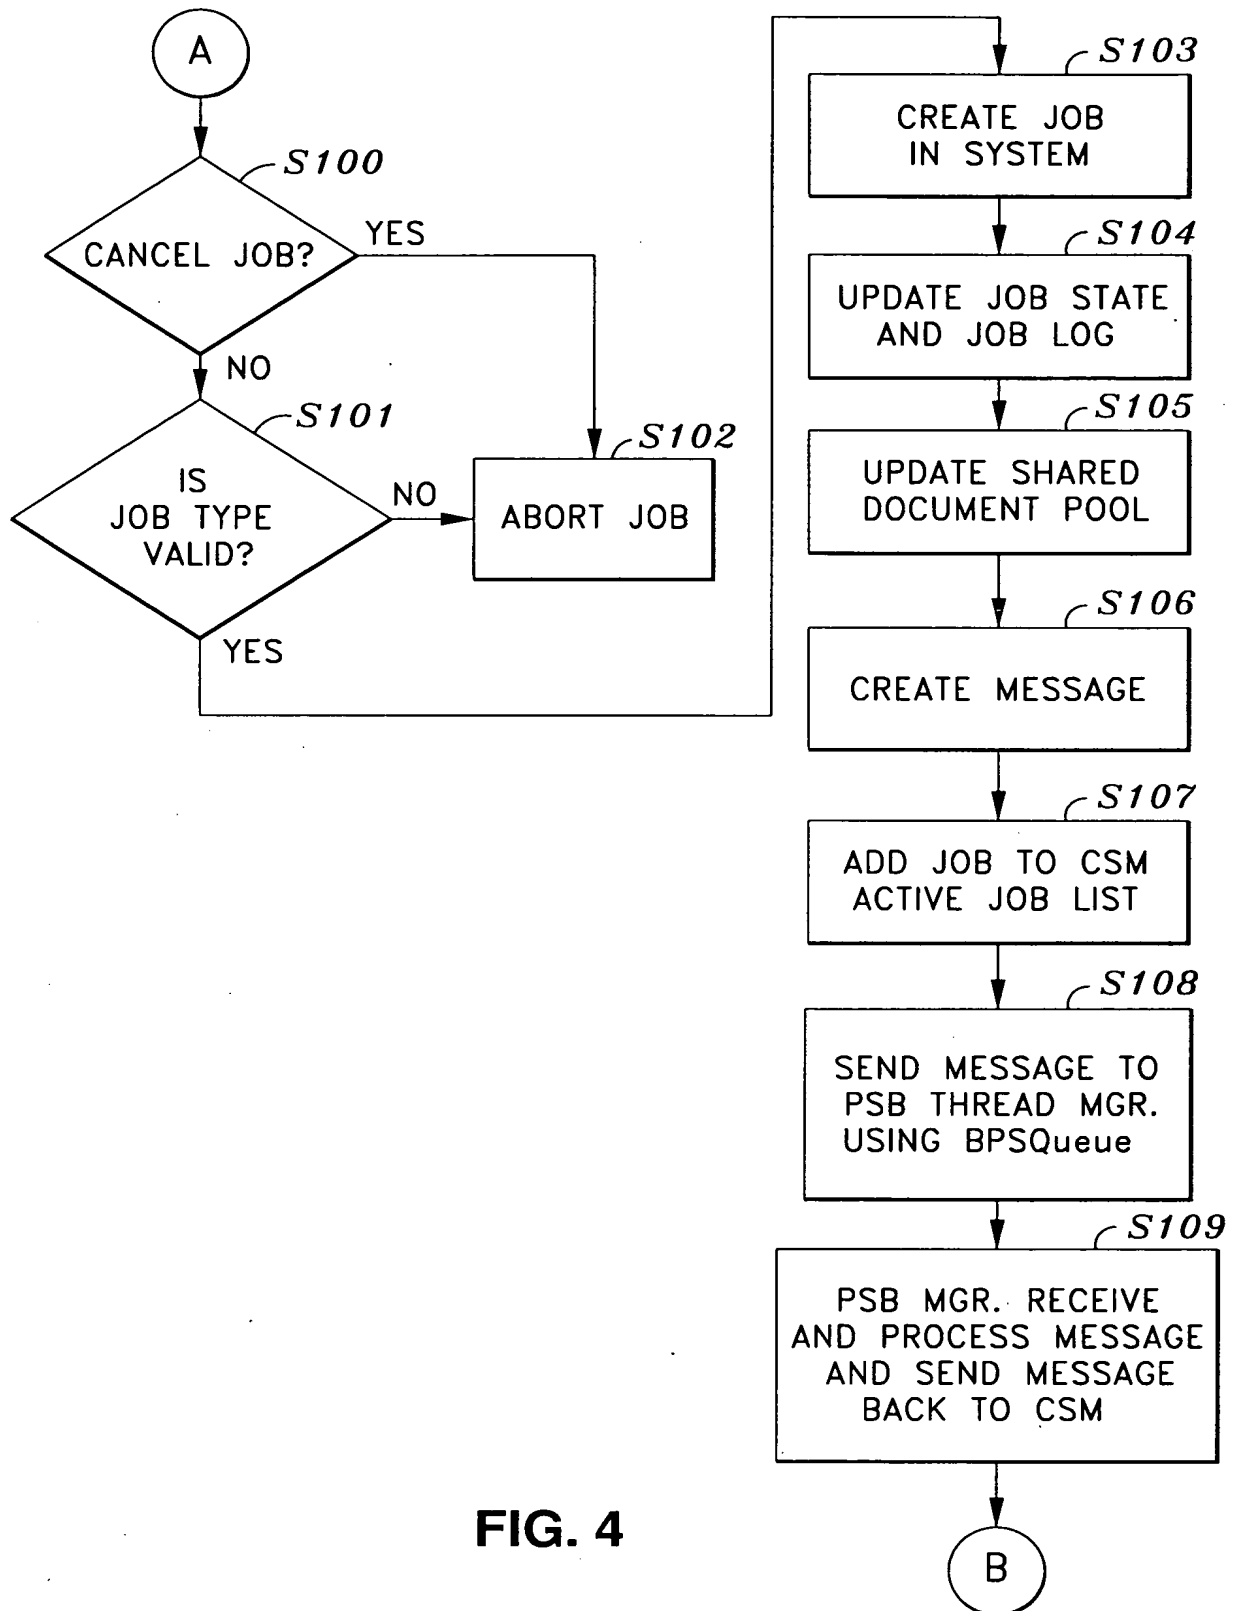 A
S100
CANCEL JOB?
YES
NO
S101
IS
JOB TYPE
VALID?
NO
YES
S102
ABORT JOB
S103
CREATE JOB
IN SYSTEM
S104
UPDATE JOB STATE
AND JOB LOG
S105
UPDATE SHARED
DOCUMENT POOL
S106
CREATE MESSAGE
S107
ADD JOB TO CSM
ACTIVE JOB LIST
S108
SEND MESSAGE TO
PSB THREAD MGR.
USING BPSQueue
S109
PSB MGR. RECEIVE
AND PROCESS MESSAGE
AND SEND MESSAGE
BACK TO CSM
B
FIG. 4